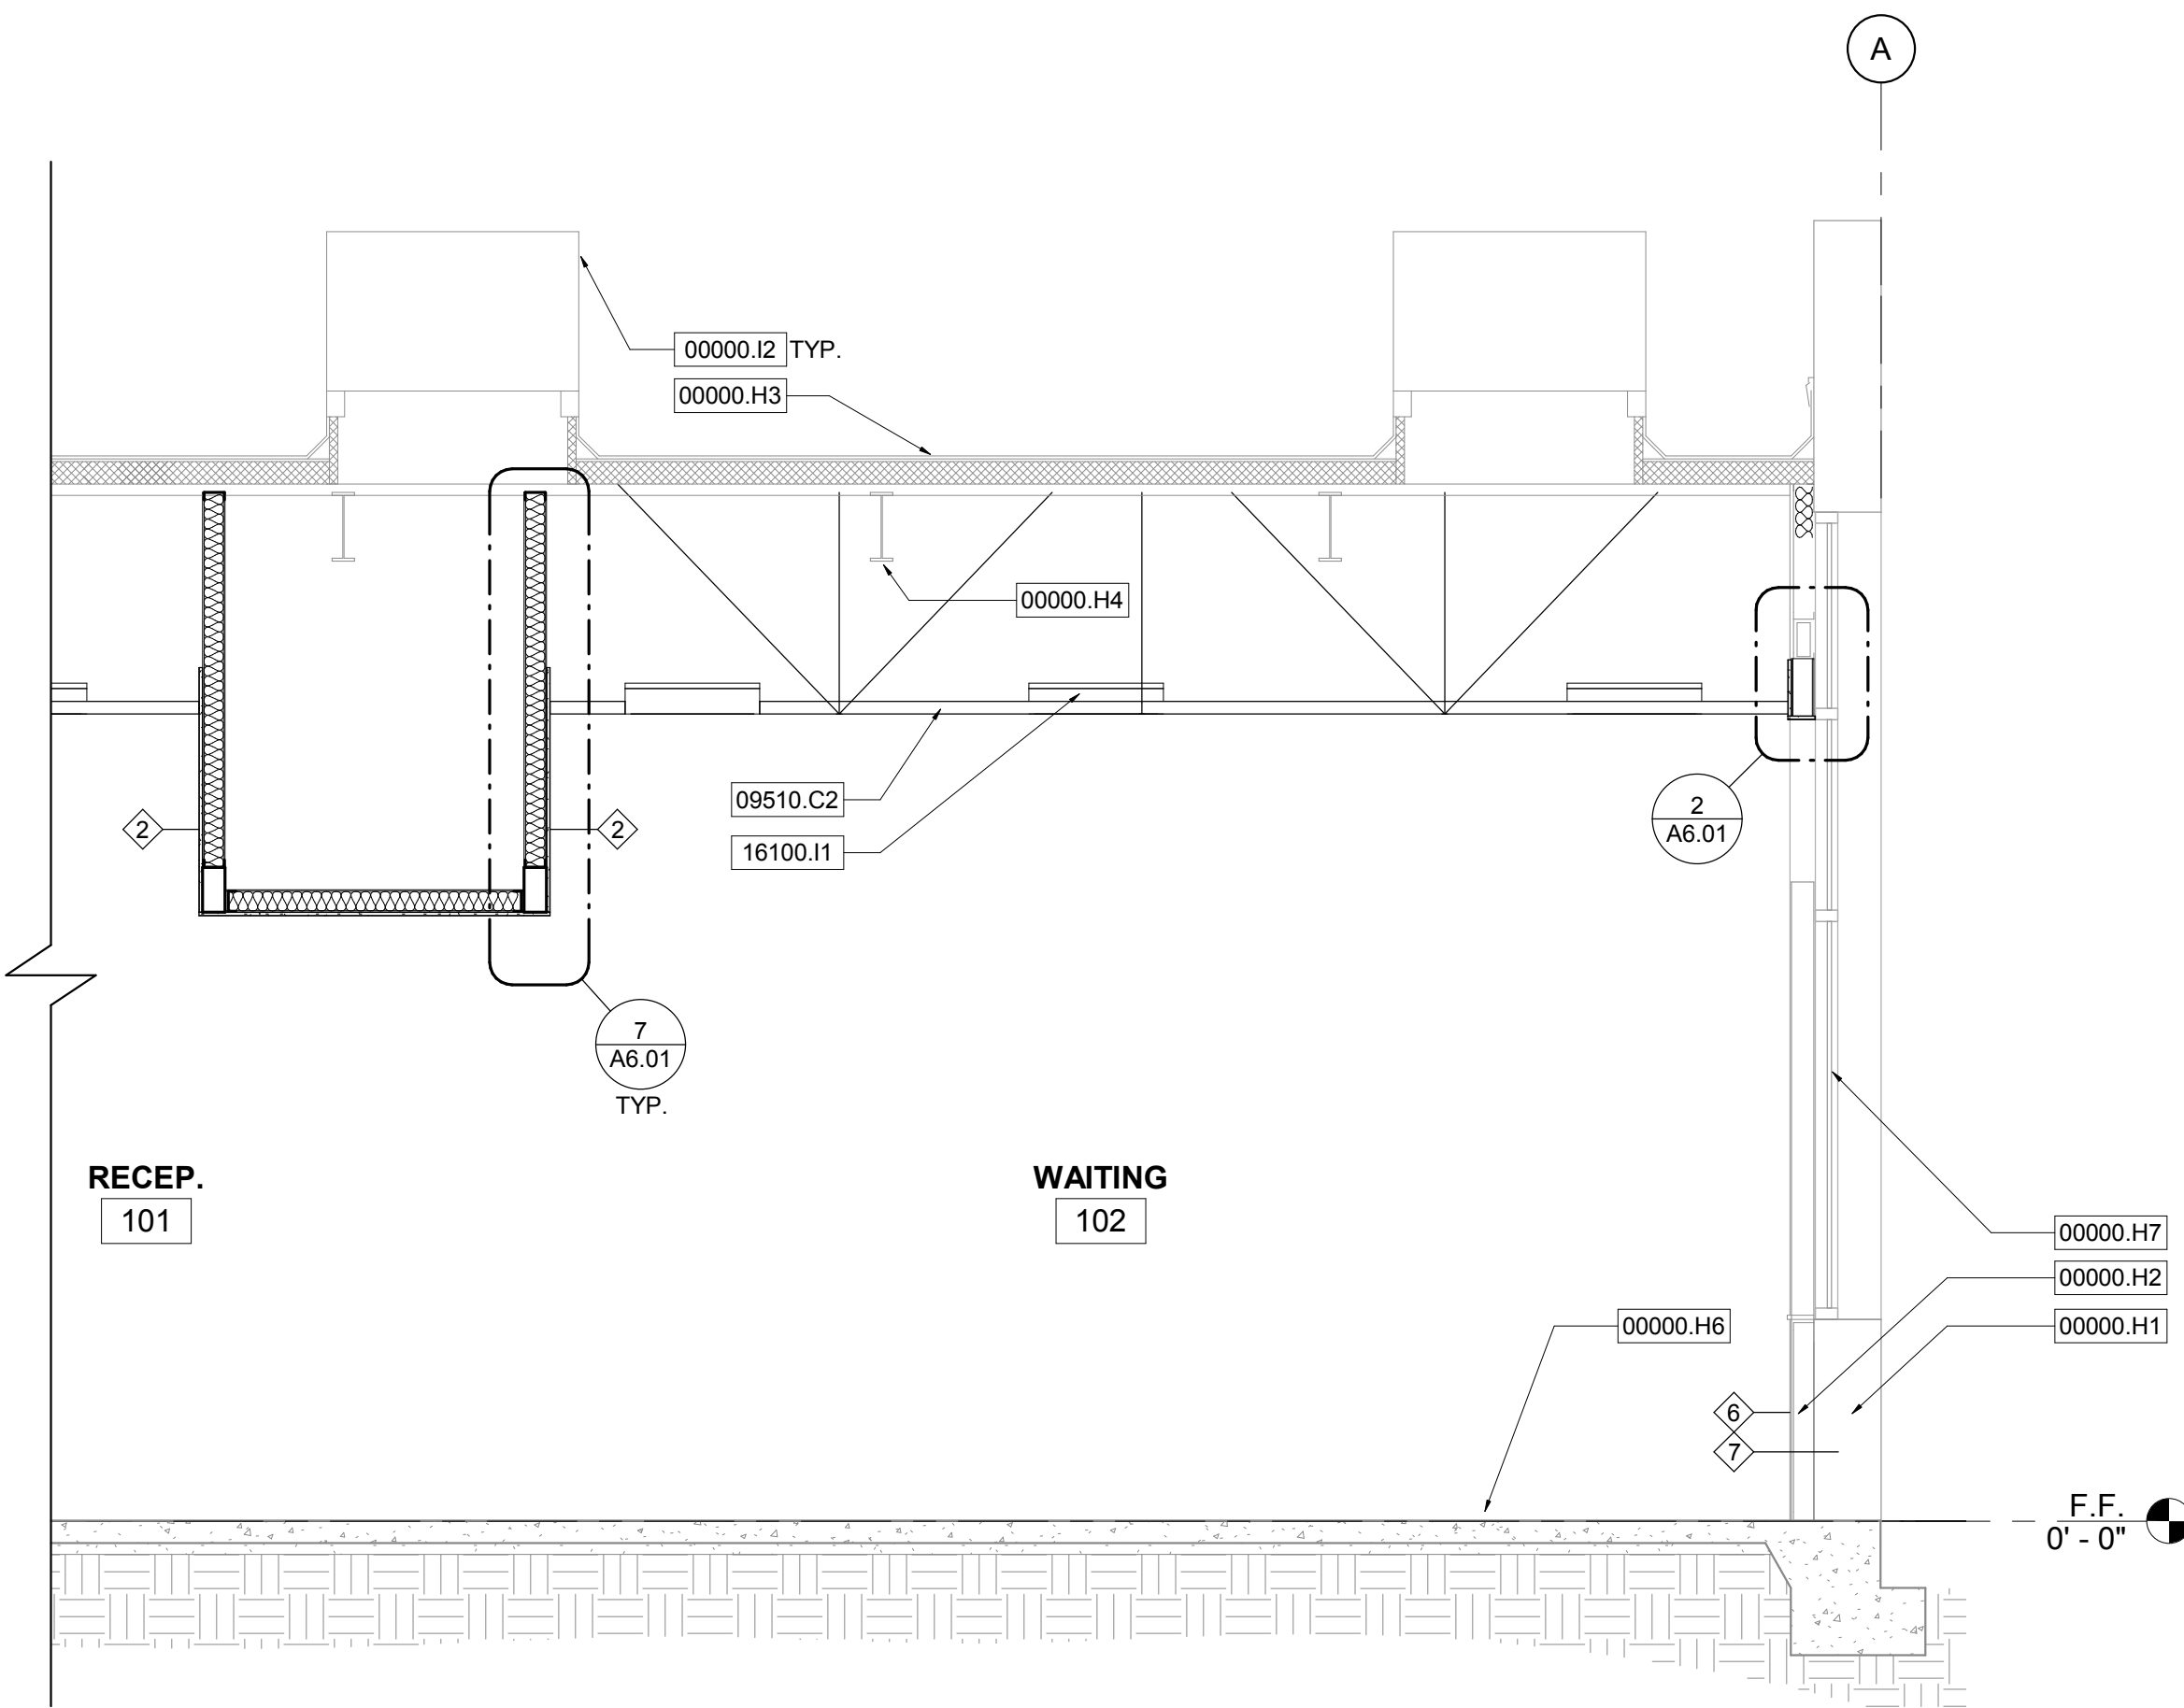 A
00000.I2 TYP.
00000.H3
00000.H4
09510.C2
16100.I1
2
2
2
A6.01
7
A6.01
TYP.
RECEP.
101
WAITING
102
00000.H7
00000.H2
00000.H1
00000.H6
6
7
F.F.
0' - 0"